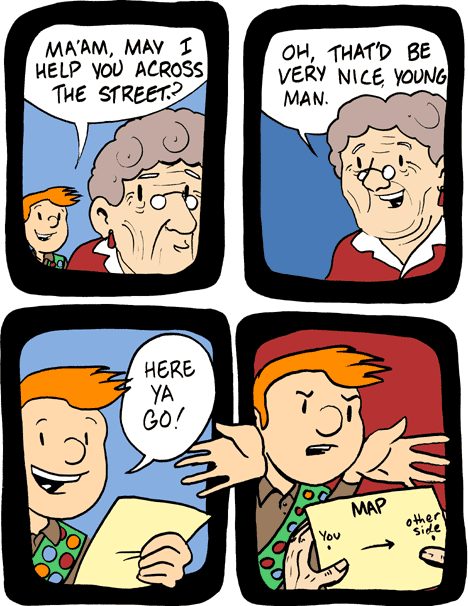 MA'AM, MAY I
HELP YOU ACROSS
THE STREET?
OH, THAT'D BE
VERY NICE, YOUNG
MAN.
HERE
YA
GO!
MAP
You
other
side